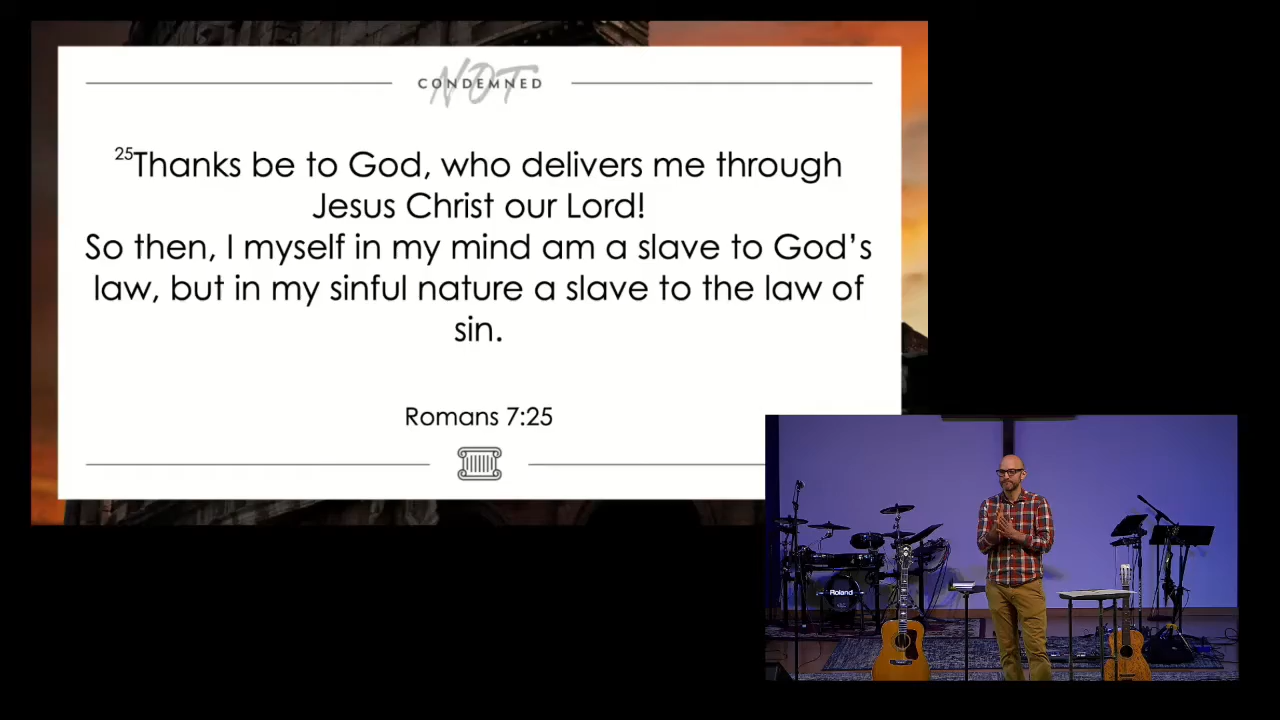 NOT
CONDEMNED
25Thanks be to God, who delivers me through
Jesus Christ our Lord!
So then, I myself in my mind am a slave to God’s
law, but in my sinful nature a slave to the law of
sin.
Romans 7:25
Roland